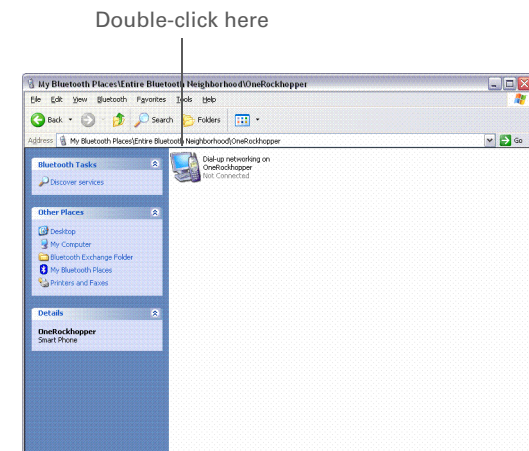 Double-click here
My Bluetooth Places\Entire Bluetooth Neighborhood\OneRockhopper
File Edit View Bluetooth Favorites Tools Help
Back Search Folders
Address My Bluetooth Places\Entire Bluetooth Neighborhood\OneRockhopper Go
Bluetooth Tasks
Discover services
Dial-up networking on
OneRockhopper
Not Connected
Other Places
Desktop
My Computer
Bluetooth Exchange Folder
My Bluetooth Places
Printers and Faxes
Details
OneRockhopper
Smart Phone